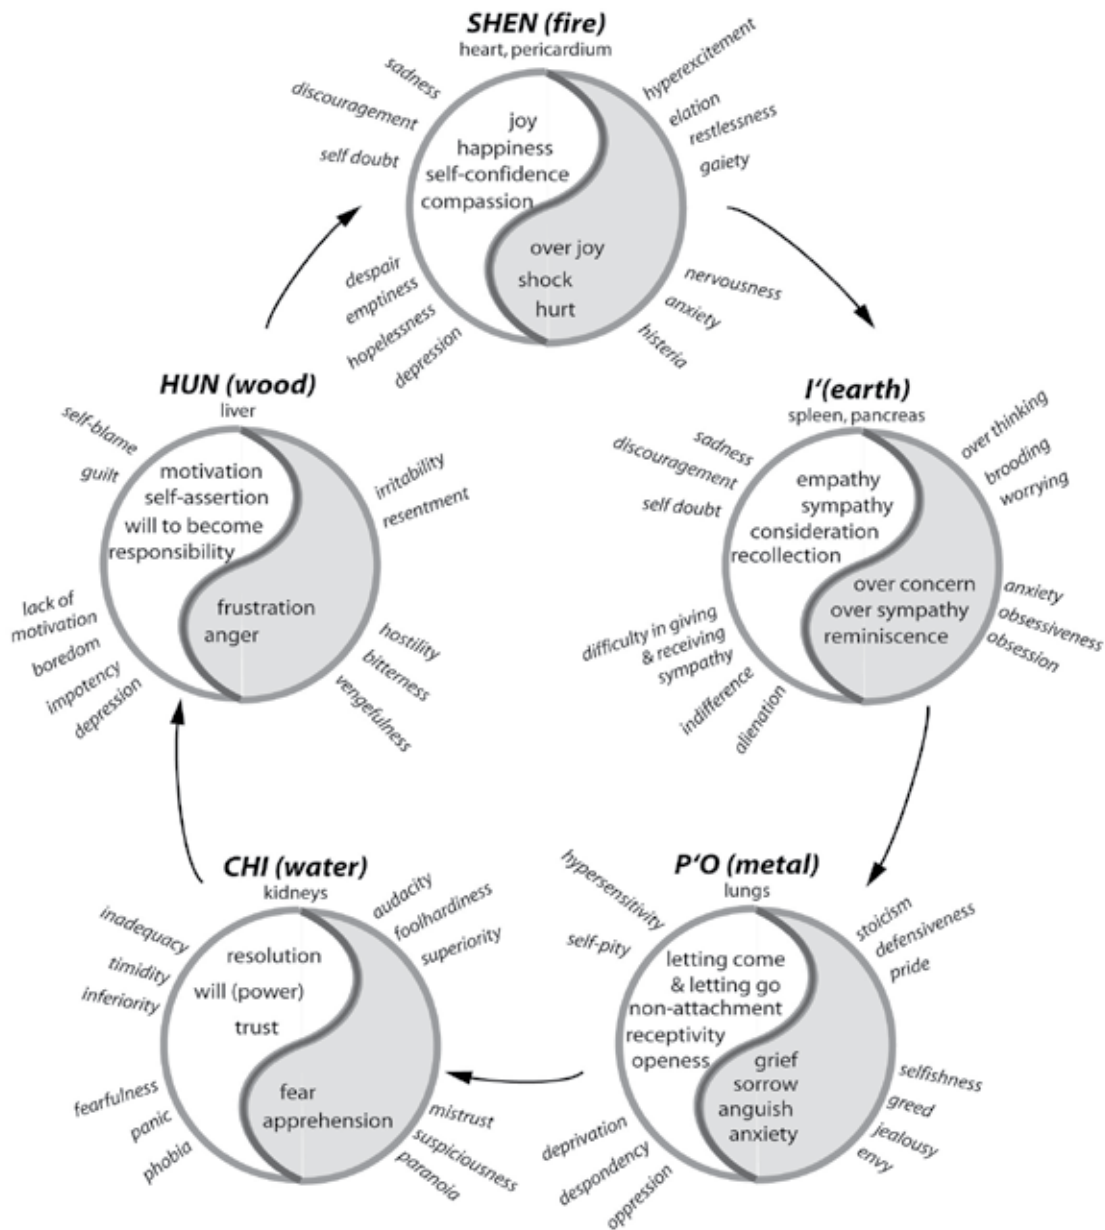 SHEN (fire)
heart, pericardium
sadness
discouragement
self doubt
hyperexcitement
elation
restlessness
gaiety
joy
happiness
self-confidence
compassion
over joy
shock
hurt
despair
emptiness
hopelessness
depression
nervousness
anxiety
histeria
I'(earth)
spleen, pancreas
sadness
discouragement
self doubt
over thinking
brooding
worrying
empathy
sympathy
consideration
recollection
over concern
over sympathy
reminiscence
difficulty in giving
& receiving
sympathy
indifference
alienation
anxiety
obsessiveness
obsession
P'O (metal)
lungs
hypersensitivity
self-pity
stoicism
defensiveness
pride
letting come
& letting go
non-attachment
receptivity
openess
grief
sorrow
anguish
anxiety
deprivation
despondency
oppression
selfishness
greed
jealousy
envy
CHI (water)
kidneys
inadequacy
timidity
inferiority
audacity
foolhardiness
superiority
resolution
will (power)
trust
fear
apprehension
fearfulness
panic
phobia
mistrust
suspiciousness
paranoia
HUN (wood)
liver
self-blame
guilt
irritability
resentment
motivation
self-assertion
will to become
responsibility
frustration
anger
lack of
motivation
boredom
impotency
depression
hostility
bitterness
vengefulness